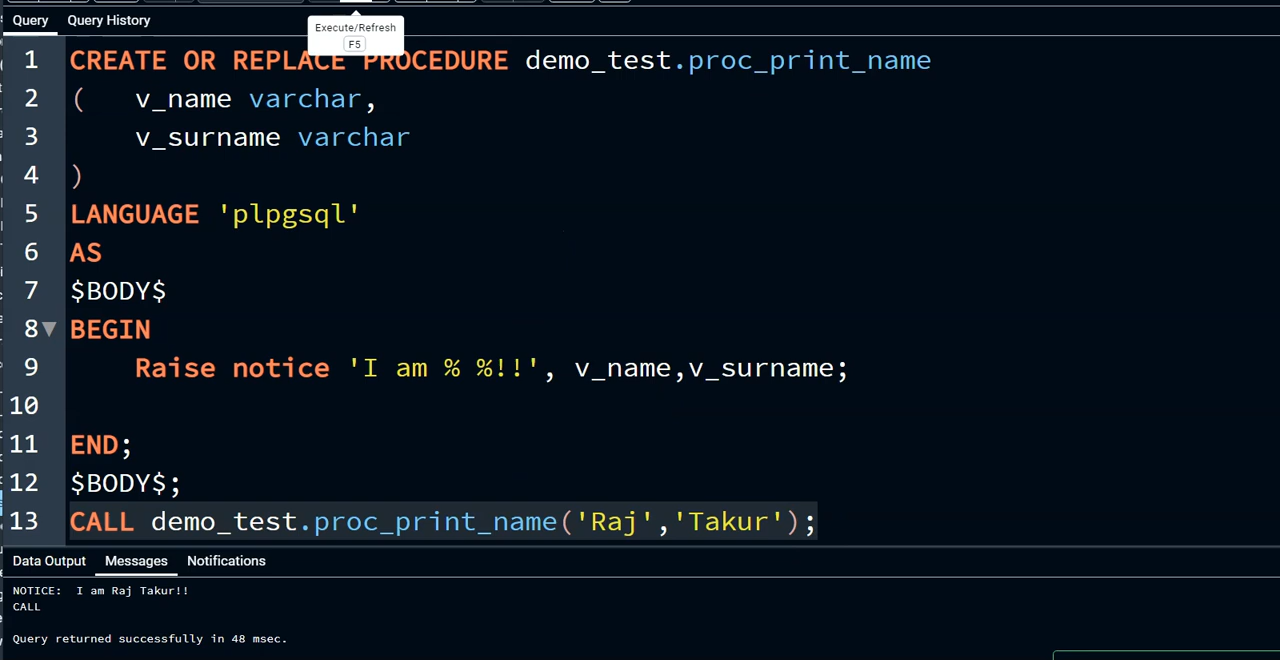 Query Query History
Execute/Refresh
F5
1 CREATE OR REPLACE PROCEDURE demo_test.proc_print_name
2 ( v_name varchar,
3 v_surname varchar
4 )
5 LANGUAGE 'plpgsql'
6 AS
7 $BODY$
8 BEGIN
9 Raise notice 'I am % %!!', v_name,v_surname;
10
11 END;
12 $BODY$;
13 CALL demo_test.proc_print_name('Raj','Takur');
Data Output Messages Notifications
NOTICE: I am Raj Takur!!
CALL
Query returned successfully in 48 msec.